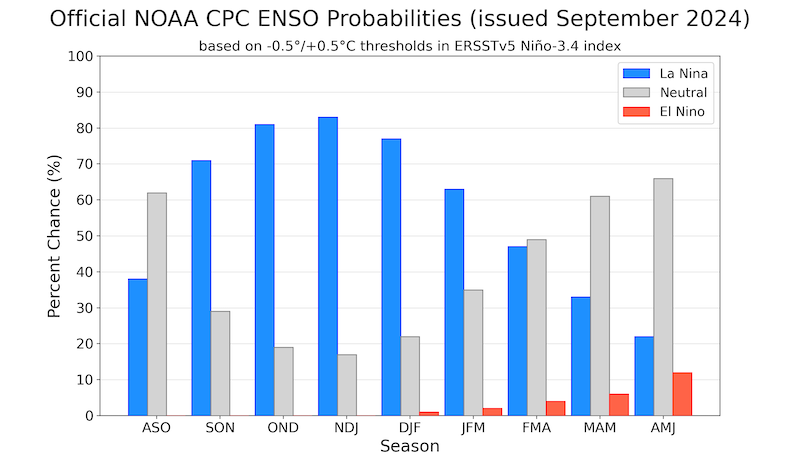 Official NOAA CPC ENSO Probabilities (issued September 2024)
based on -0.5°/+0.5°C thresholds in ERSSTv5 Niño-3.4 index
La Nina
Neutral
El Nino
Percent Chance (%)
100
90
80
70
60
50
40
30
20
10
0
ASO SON OND NDJ DJF JFM FMA MAM AMJ
Season